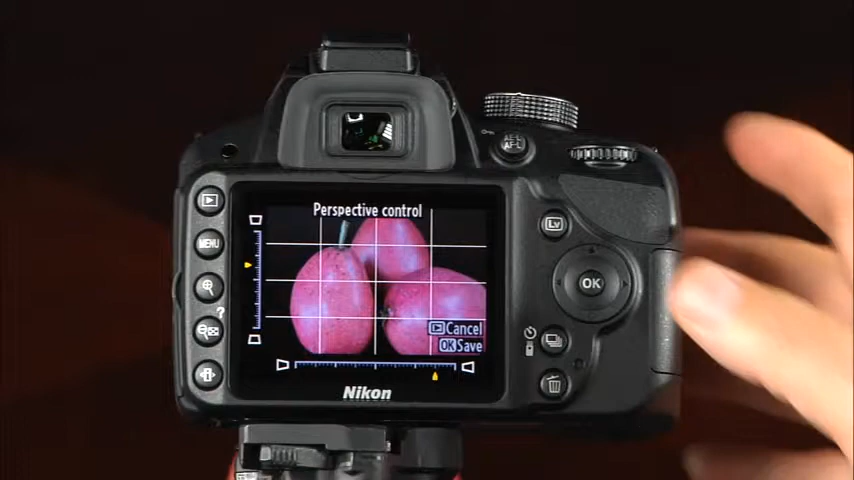 AE-L
AF-L
Perspective control
Lv
MENU
OK
?
Cancel
OK Save
Nikon